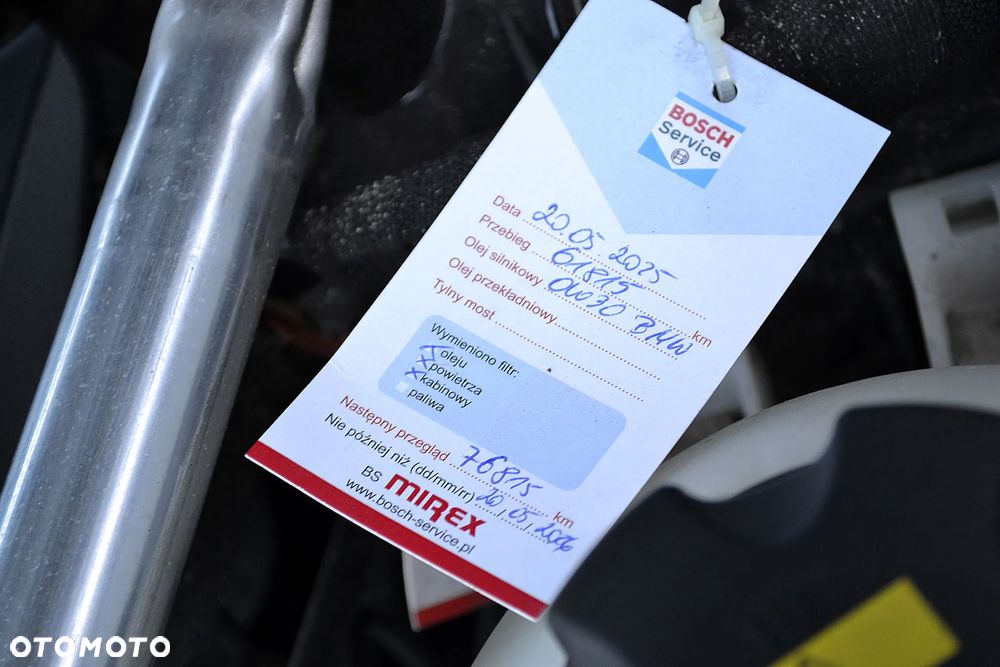 BOSCH
Service
Data 20.05 2025
Przebieg 61815 km
Olej silnikowy 0W30 BMW
Olej przekładniowy
Tylny most
Wymieniono filtr:
x oleju
x powietrza
x kabinowy
paliwa
Następny przegląd 76815 km
Nie później niż (dd/mm/rr) 20,05,2026
BS MIREX
www.bosch-service.pl
OTOMOTO